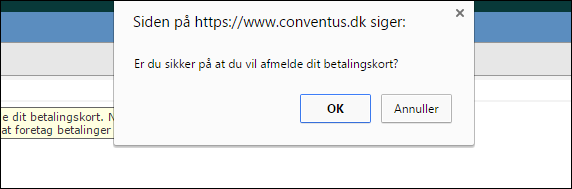 Siden på https://www.conventus.dk siger:
Er du sikker på at du vil afmelde dit betalingskort?
OK
Annuller
e dit betalingskort. N
at foretag betalinger